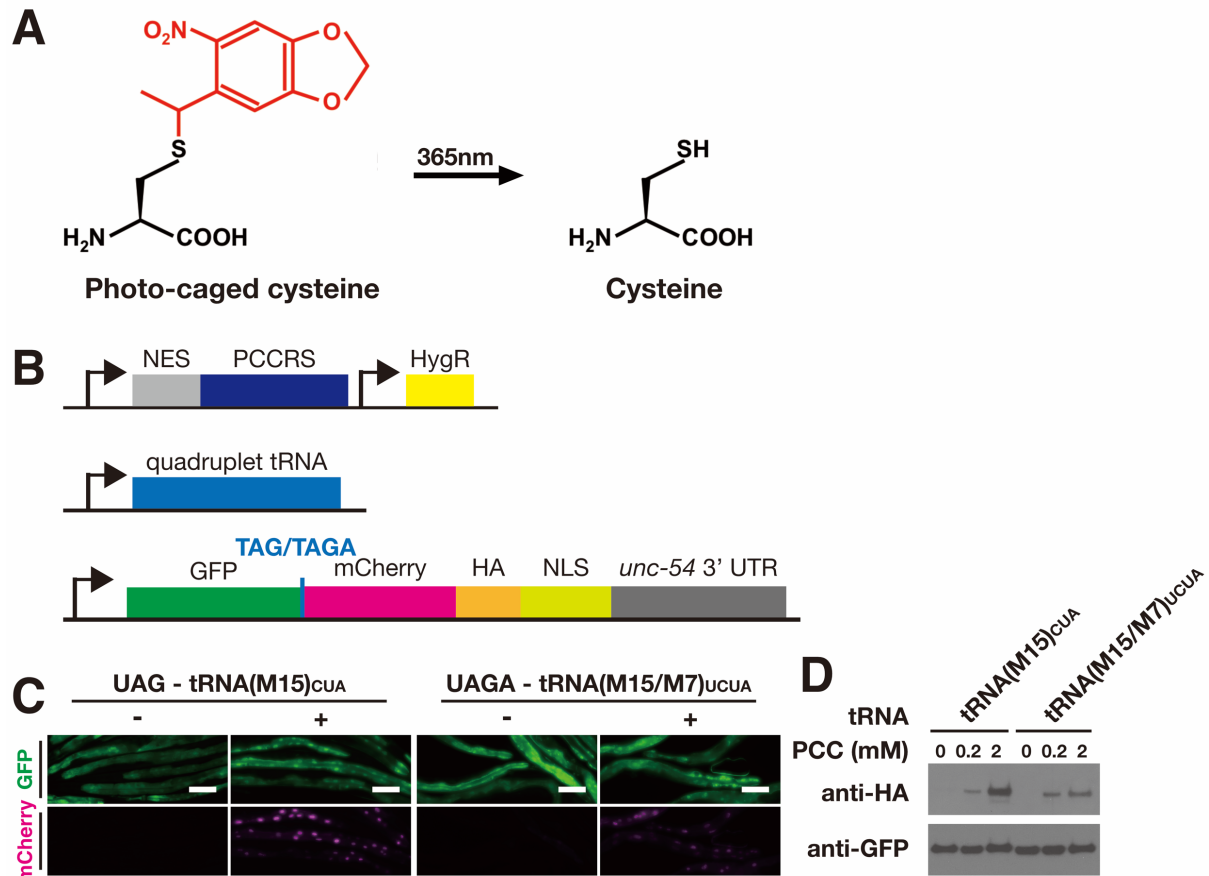 A
O₂N
O
O
S
H₂N
COOH
Photo-caged cysteine
365nm
SH
H₂N
COOH
Cysteine
B
NES
PCCRS
HygR
quadruplet tRNA
TAG/TAGA
GFP
mCherry
HA
NLS
unc-54 3’ UTR
C
UAG - tRNA(M15)CUA
UAGA - tRNA(M15/M7)UCUA
- + - +
GFP
mCherry
D
tRNA
tRNA(M15)CUA
tRNA(M15/M7)UCUA
PCC (mM) 0 0.2 2 0 0.2 2
anti-HA
anti-GFP